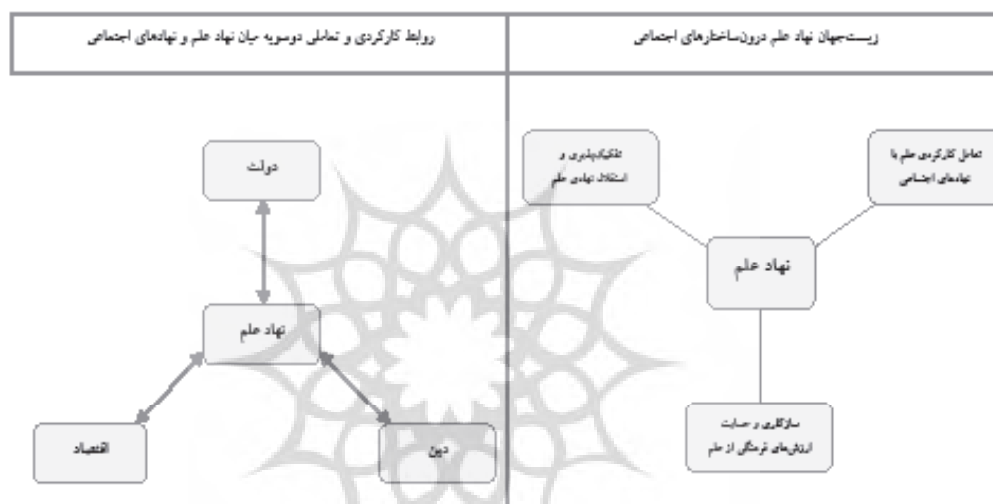 زیست‌جهان نهاد علم درون‌ساختارهای اجتماعی
روابط کارکردی و تعاملی دوسویه میان نهاد علم و نهادهای اجتماعی
تعامل کارکردی علم با
نهادهای اجتماعی
تفکیک‌پذیری و
استقلال نهادی علم
نهاد علم
سازگاری و حمایت
ارزش‌های فرهنگی از علم
دولت
نهاد علم
دین
اقتصاد